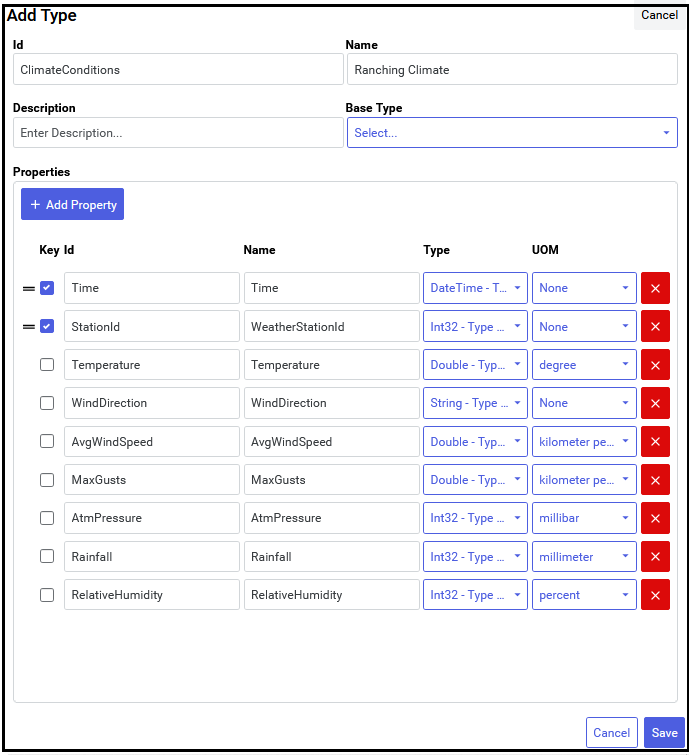 Add Type Cancel
Id Name
ClimateConditions Ranching Climate
Description Base Type
Enter Description... Select...
Properties
+ Add Property
Key Id Name Type UOM
Time Time DateTime - T... None
StationId WeatherStationId Int32 - Type ... None
Temperature Temperature Double - Typ... degree
WindDirection WindDirection String - Type ... None
AvgWindSpeed AvgWindSpeed Double - Typ... kilometer pe...
MaxGusts MaxGusts Double - Typ... kilometer pe...
AtmPressure AtmPressure Int32 - Type ... millibar
Rainfall Rainfall Int32 - Type ... millimeter
RelativeHumidity RelativeHumidity Int32 - Type ... percent
Cancel Save